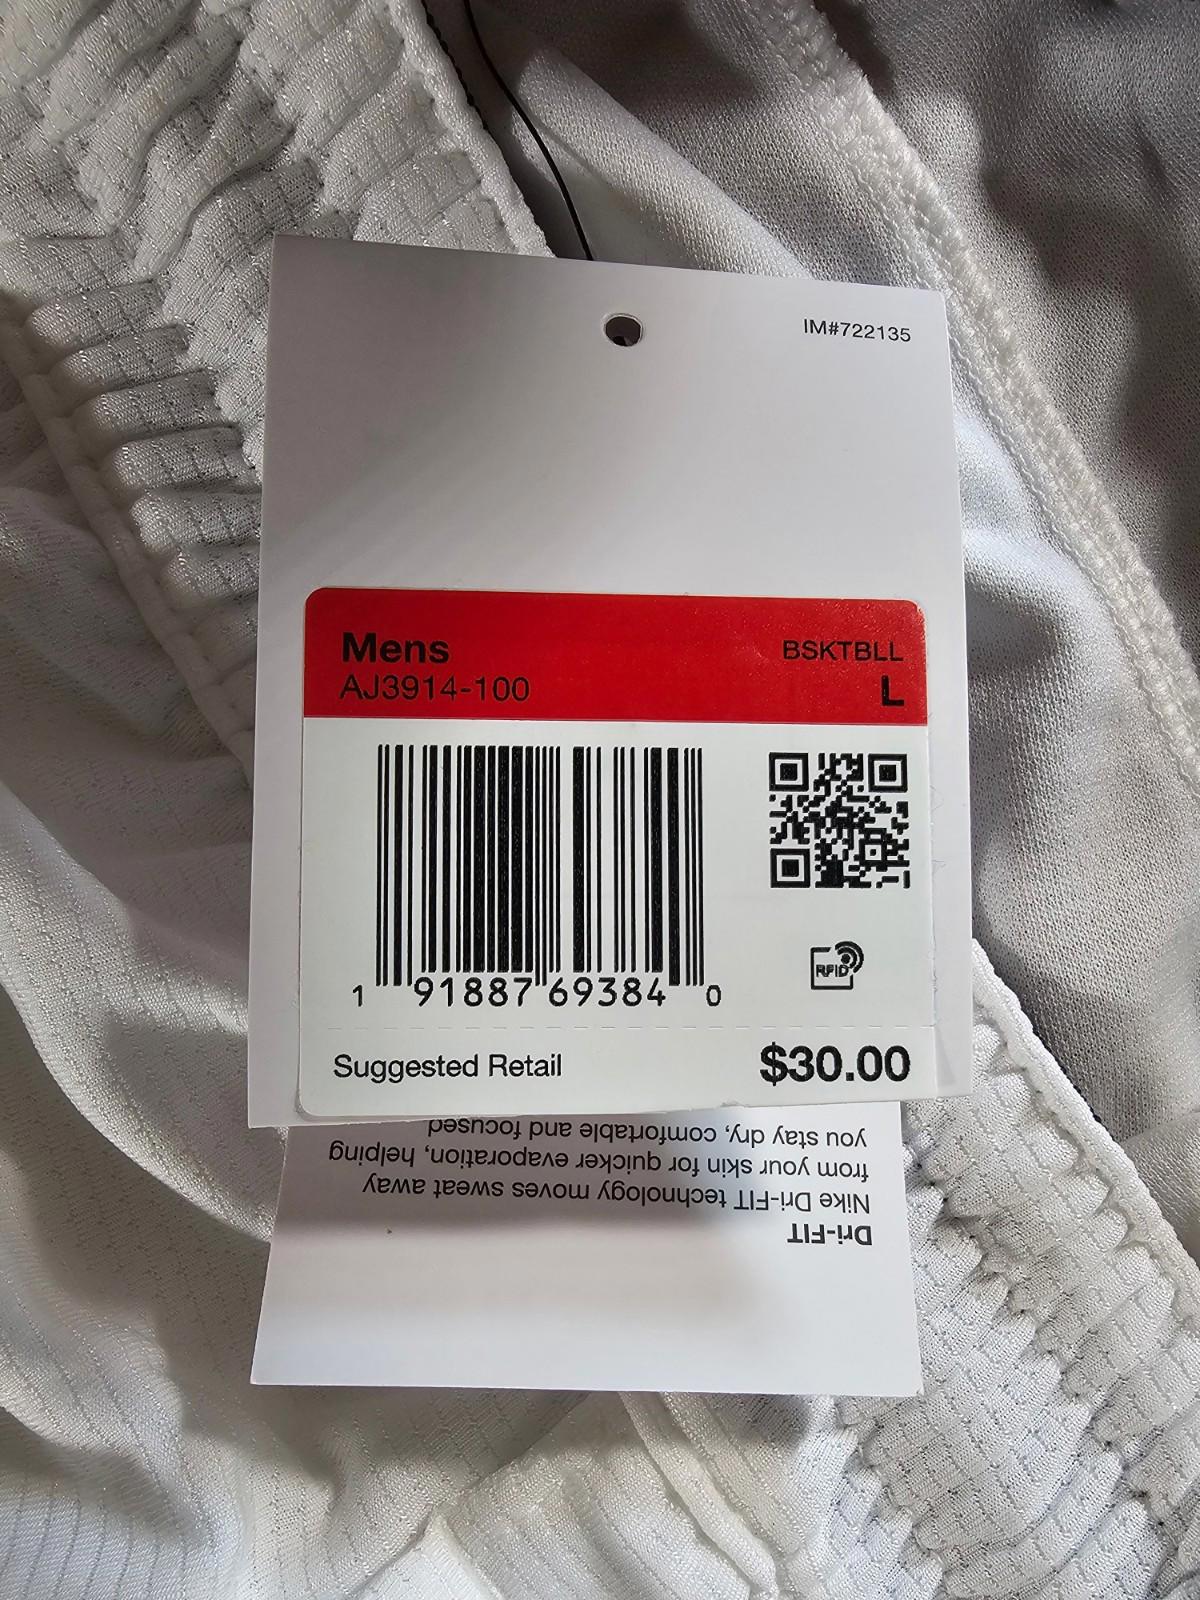 IM#722135
Mens BSKTBLL
AJ3914-100 L
RFID
1 91887 69384 0
Suggested Retail $30.00
Dri-FIT
Nike Dri-FIT technology moves sweat away
from your skin for quicker evaporation, helping
you stay dry, comfortable and focused